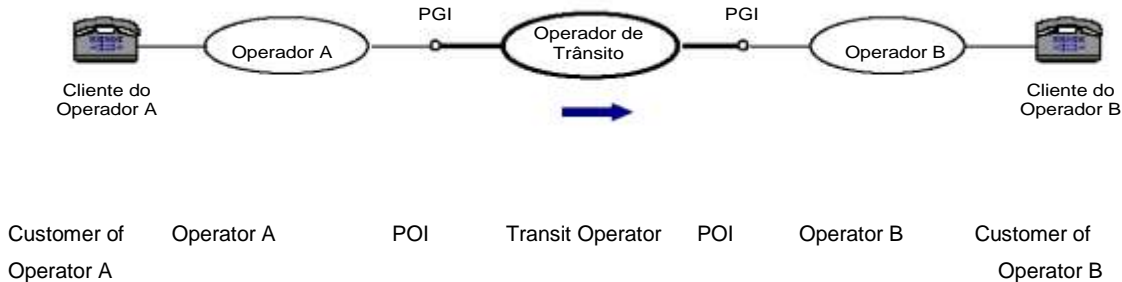 PGI PGI
Operador A
Operador de
Trânsito
Operador B
Cliente do
Operador A
Cliente do
Operador B
Customer of Operator A POI Transit Operator POI Operator B Customer of
Operator A Operator B